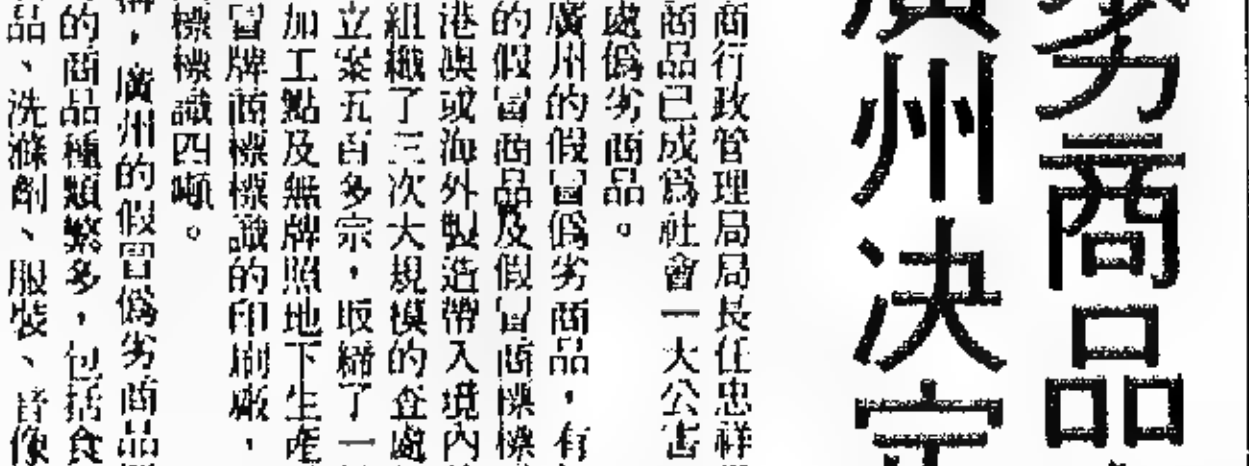 劣商品
廣州决定
商行政管理局局長任忠祥
商品已成爲社會一大公害
處僞劣商品。
廣州的假冒僞劣商品，有
的假冒商品及假冒商標標
港澳或海外製造帶入境內
組織了三次大規模的查處
立案五百多宗，取締了一
加工點及無牌照地下生產
冒牌商標標識的印刷廠，
標標識四噸。
，廣州的假冒僞劣商品
的商品種類繁多，包括食
品、洗滌劑、服裝、音像